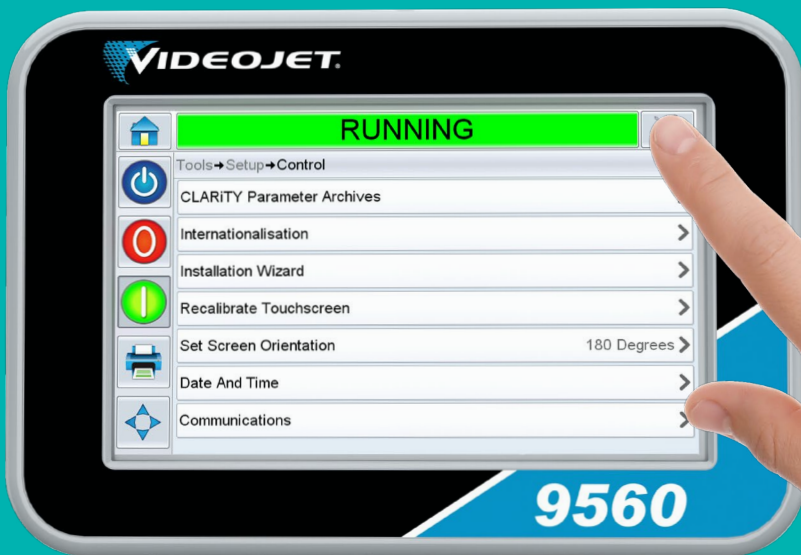 VIDEOJET.
RUNNING
Tools→Setup→Control
CLARiTY Parameter Archives
Internationalisation
Installation Wizard
Recalibrate Touchscreen
Set Screen Orientation 180 Degrees
Date And Time
Communications
9560